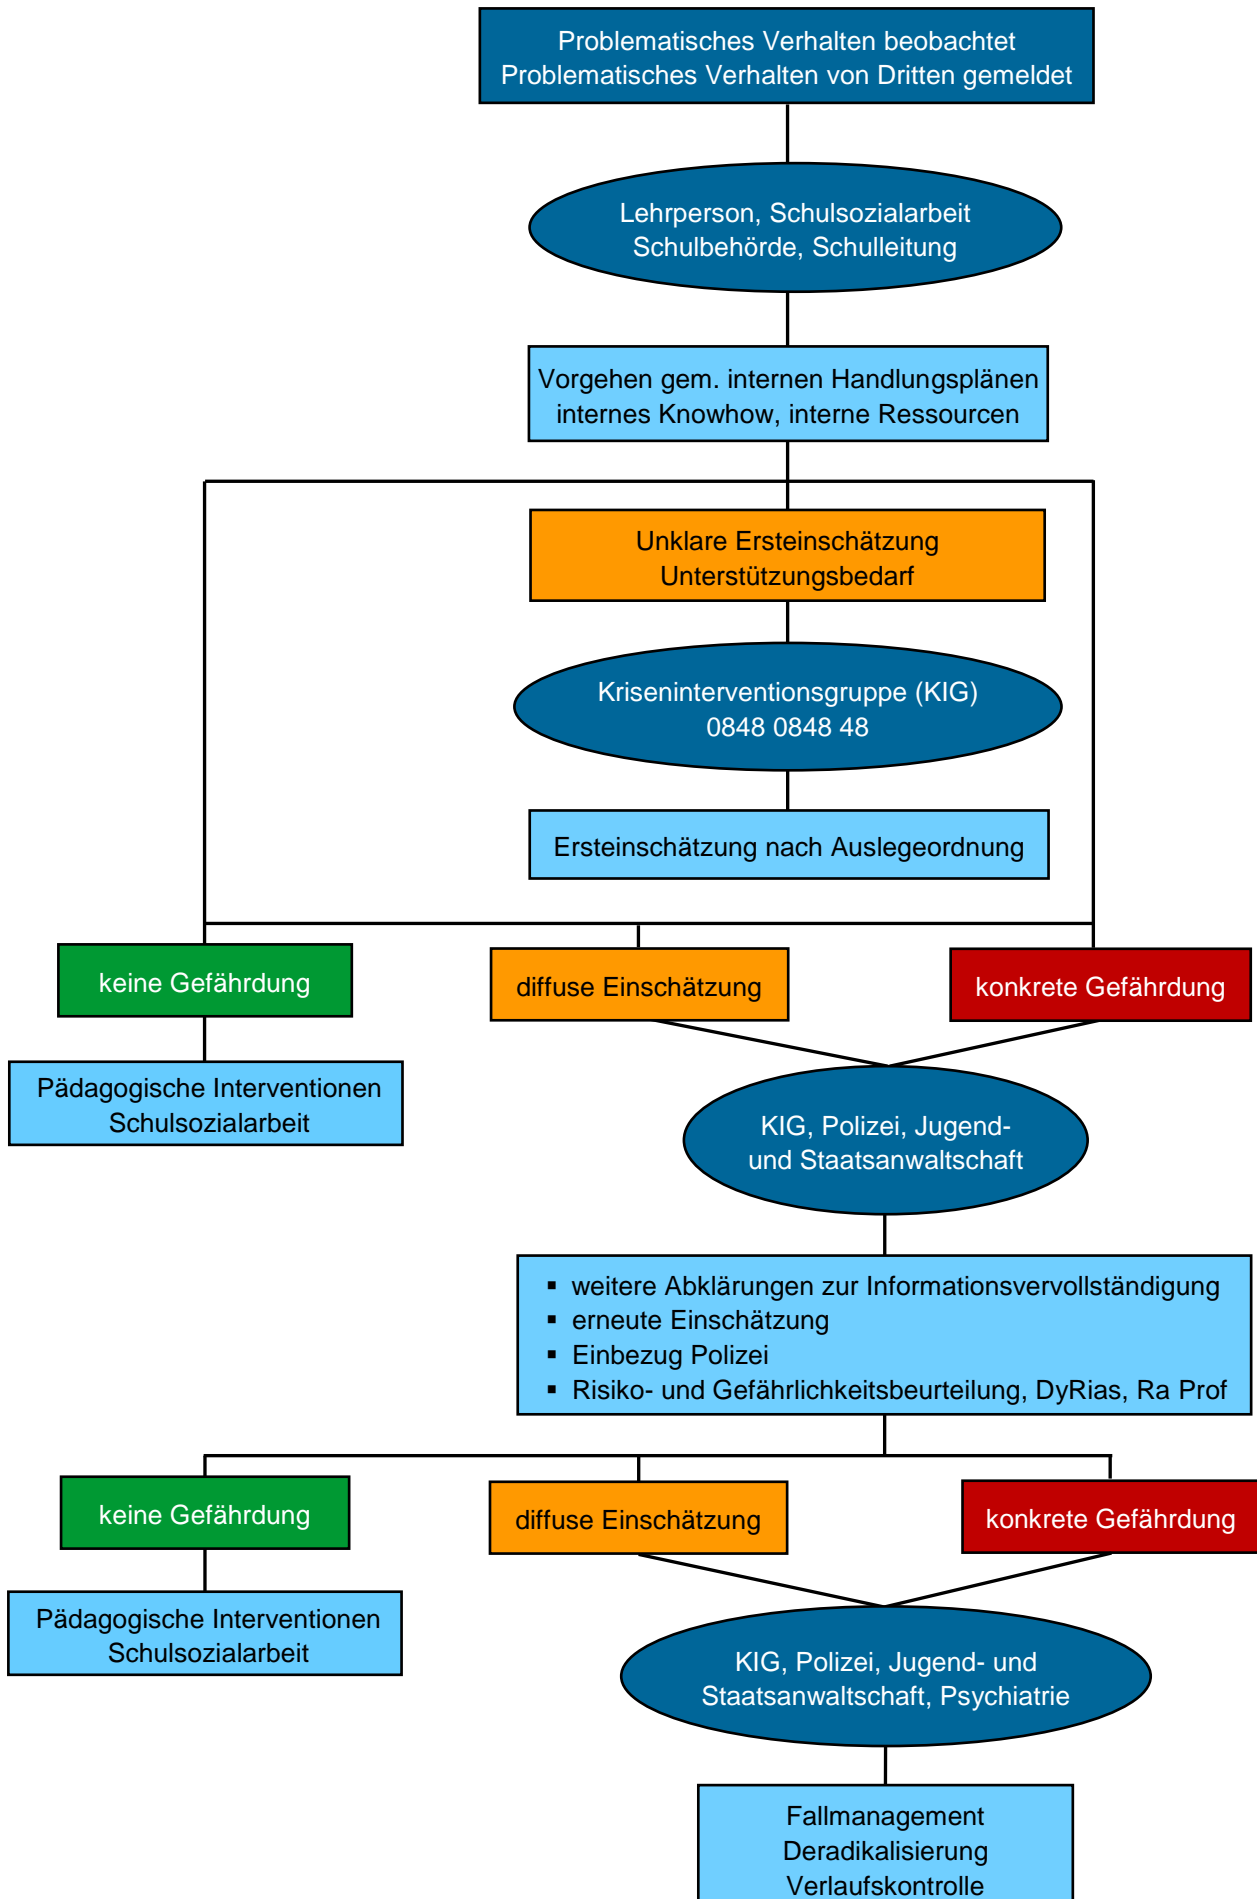 Problematisches Verhalten beobachtet
Problematisches Verhalten von Dritten gemeldet
Lehrperson, Schulsozialarbeit
Schulbehörde, Schulleitung
Vorgehen gem. internen Handlungsplänen
internes Knowhow, interne Ressourcen
Unklare Ersteinschätzung
Unterstützungsbedarf
Kriseninterventionsgruppe (KIG)
0848 0848 48
Ersteinschätzung nach Auslegeordnung
keine Gefährdung
diffuse Einschätzung
konkrete Gefährdung
Pädagogische Interventionen
Schulsozialarbeit
KIG, Polizei, Jugend-
und Staatsanwaltschaft
▪ weitere Abklärungen zur Informationsvervollständigung
▪ erneute Einschätzung
▪ Einbezug Polizei
▪ Risiko- und Gefährlichkeitsbeurteilung, DyRias, Ra Prof
keine Gefährdung
diffuse Einschätzung
konkrete Gefährdung
Pädagogische Interventionen
Schulsozialarbeit
KIG, Polizei, Jugend- und
Staatsanwaltschaft, Psychiatrie
Fallmanagement
Deradikalisierung
Verlaufskontrolle